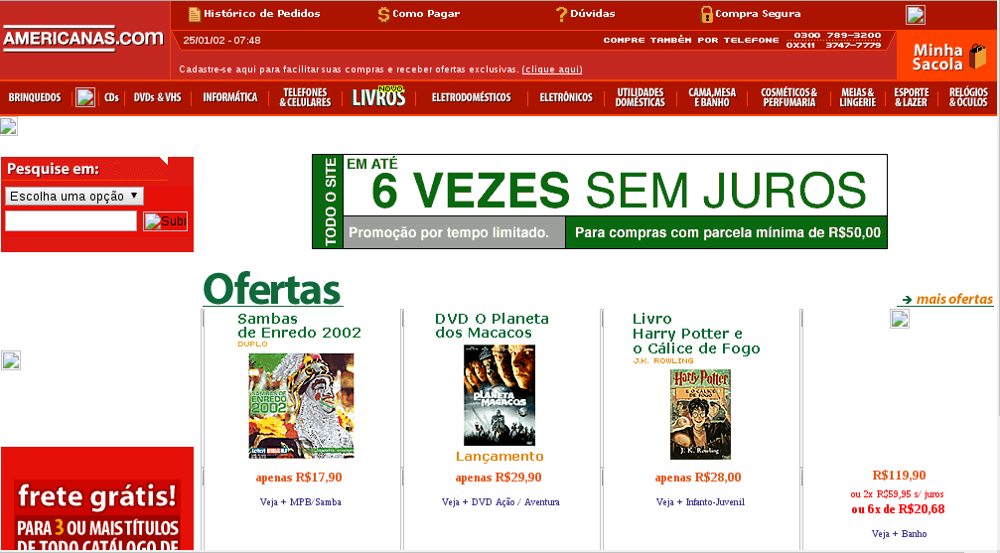 Histórico de Pedidos
Como Pagar
Dúvidas
Compra Segura
AMERICANAS.com
25/01/02 - 07:48
COMPRE TAMBÉM POR TELEFONE
0300 789-3200
0XX11 3747-7779
Minha
Sacola
Cadastre-se aqui para facilitar suas compras e receber ofertas exclusivas. (clique aqui)
BRINQUEDOS
CDs
DVDs & VHS
INFORMÁTICA
TELEFONES
& CELULARES
NOVO
LIVROS
ELETRODOMÉSTICOS
ELETRÔNICOS
UTILIDADES
DOMÉSTICAS
CAMA,MESA
E BANHO
COSMÉTICOS &
PERFUMARIA
MEIAS &
LINGERIE
ESPORTE
& LAZER
RELÓGIOS
& ÓCULOS
Pesquise em:
Escolha uma opção
TODO O SITE
EM ATÉ
6 VEZES SEM JUROS
Promoção por tempo limitado.
Para compras com parcela mínima de R$50,00
Ofertas
mais ofertas
Sambas
de Enredo 2002
DUPLO
SAMBAS DE
ENREDO
2002
apenas R$17,90
Veja + MPB/Samba
DVD O Planeta
dos Macacos
PLANETA
MACACOS
Lançamento
apenas R$29,90
Veja + DVD Ação / Aventura
Livro
Harry Potter e
o Cálice de Fogo
J.K. ROWLING
Harry Potter
E O CÁLICE
DE FOGO
J. K. Rowling
apenas R$28,00
Veja + Infanto-Juvenil
R$119,90
ou 2x R$59,95 s/ juros
ou 6x de R$20,68
Veja + Banho
frete grátis!
PARA 3 OU MAIS TÍTULOS
DE TODO CATÁLOGO DE